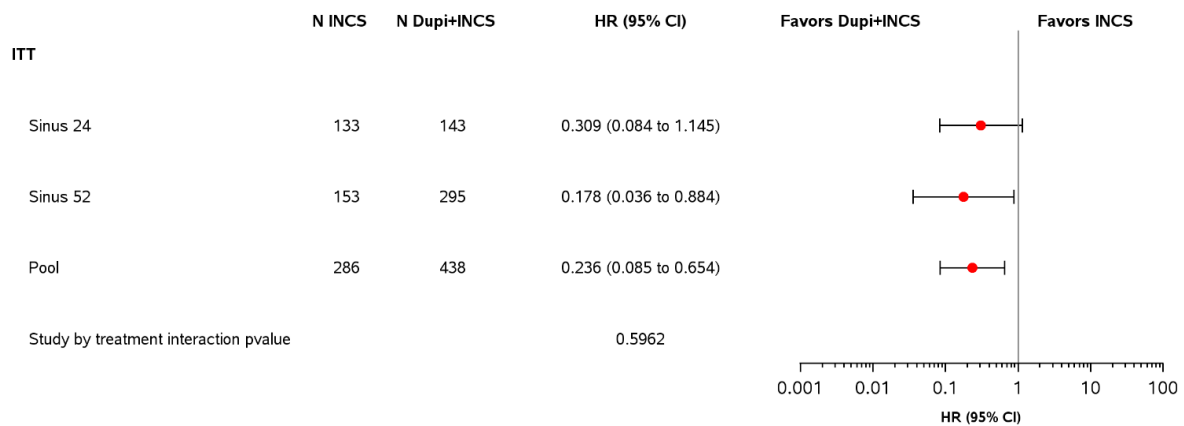 N INCS N Dupi+INCS HR (95% CI) Favors Dupi+INCS Favors INCS
ITT
Sinus 24 133 143 0.309 (0.084 to 1.145)
Sinus 52 153 295 0.178 (0.036 to 0.884)
Pool 286 438 0.236 (0.085 to 0.654)
Study by treatment interaction pvalue 0.5962
0.001 0.01 0.1 1 10 100
HR (95% CI)